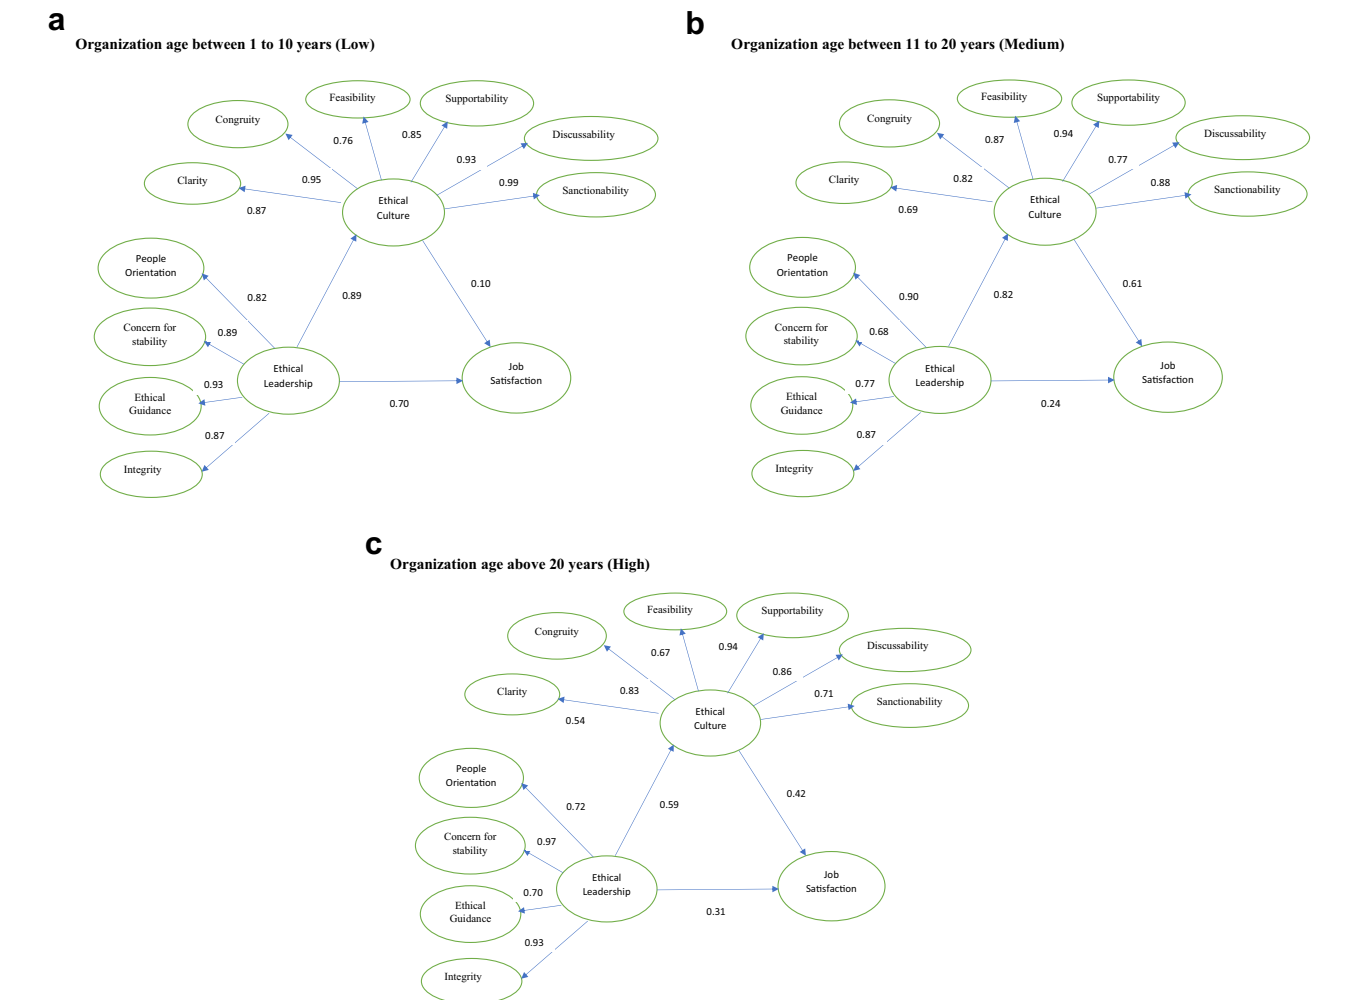 a
Organization age between 1 to 10 years (Low)
Feasibility
Supportability
Congruity
Discussability
0.76
0.85
0.93
Clarity
0.95
0.99
Sanctionability
0.87
Ethical
Culture
People
Orientation
0.82
0.89
0.10
Concern for
stability
0.89
Ethical
Leadership
Job
Satisfaction
0.93
Ethical
Guidance
0.70
0.87
Integrity
b
Organization age between 11 to 20 years (Medium)
Feasibility
Supportability
Congruity
Discussability
0.87
0.94
0.77
Clarity
0.82
0.88
Sanctionability
0.69
Ethical
Culture
People
Orientation
0.90
0.82
0.61
Concern for
stability
0.68
Ethical
Leadership
Job
Satisfaction
0.77
Ethical
Guidance
0.24
0.87
Integrity
c
Organization age above 20 years (High)
Feasibility
Supportability
Congruity
Discussability
0.67
0.94
0.86
Clarity
0.83
0.71
Sanctionability
0.54
Ethical
Culture
People
Orientation
0.72
0.59
0.42
Concern for
stability
0.97
Ethical
Leadership
Job
Satisfaction
0.70
Ethical
Guidance
0.31
0.93
Integrity